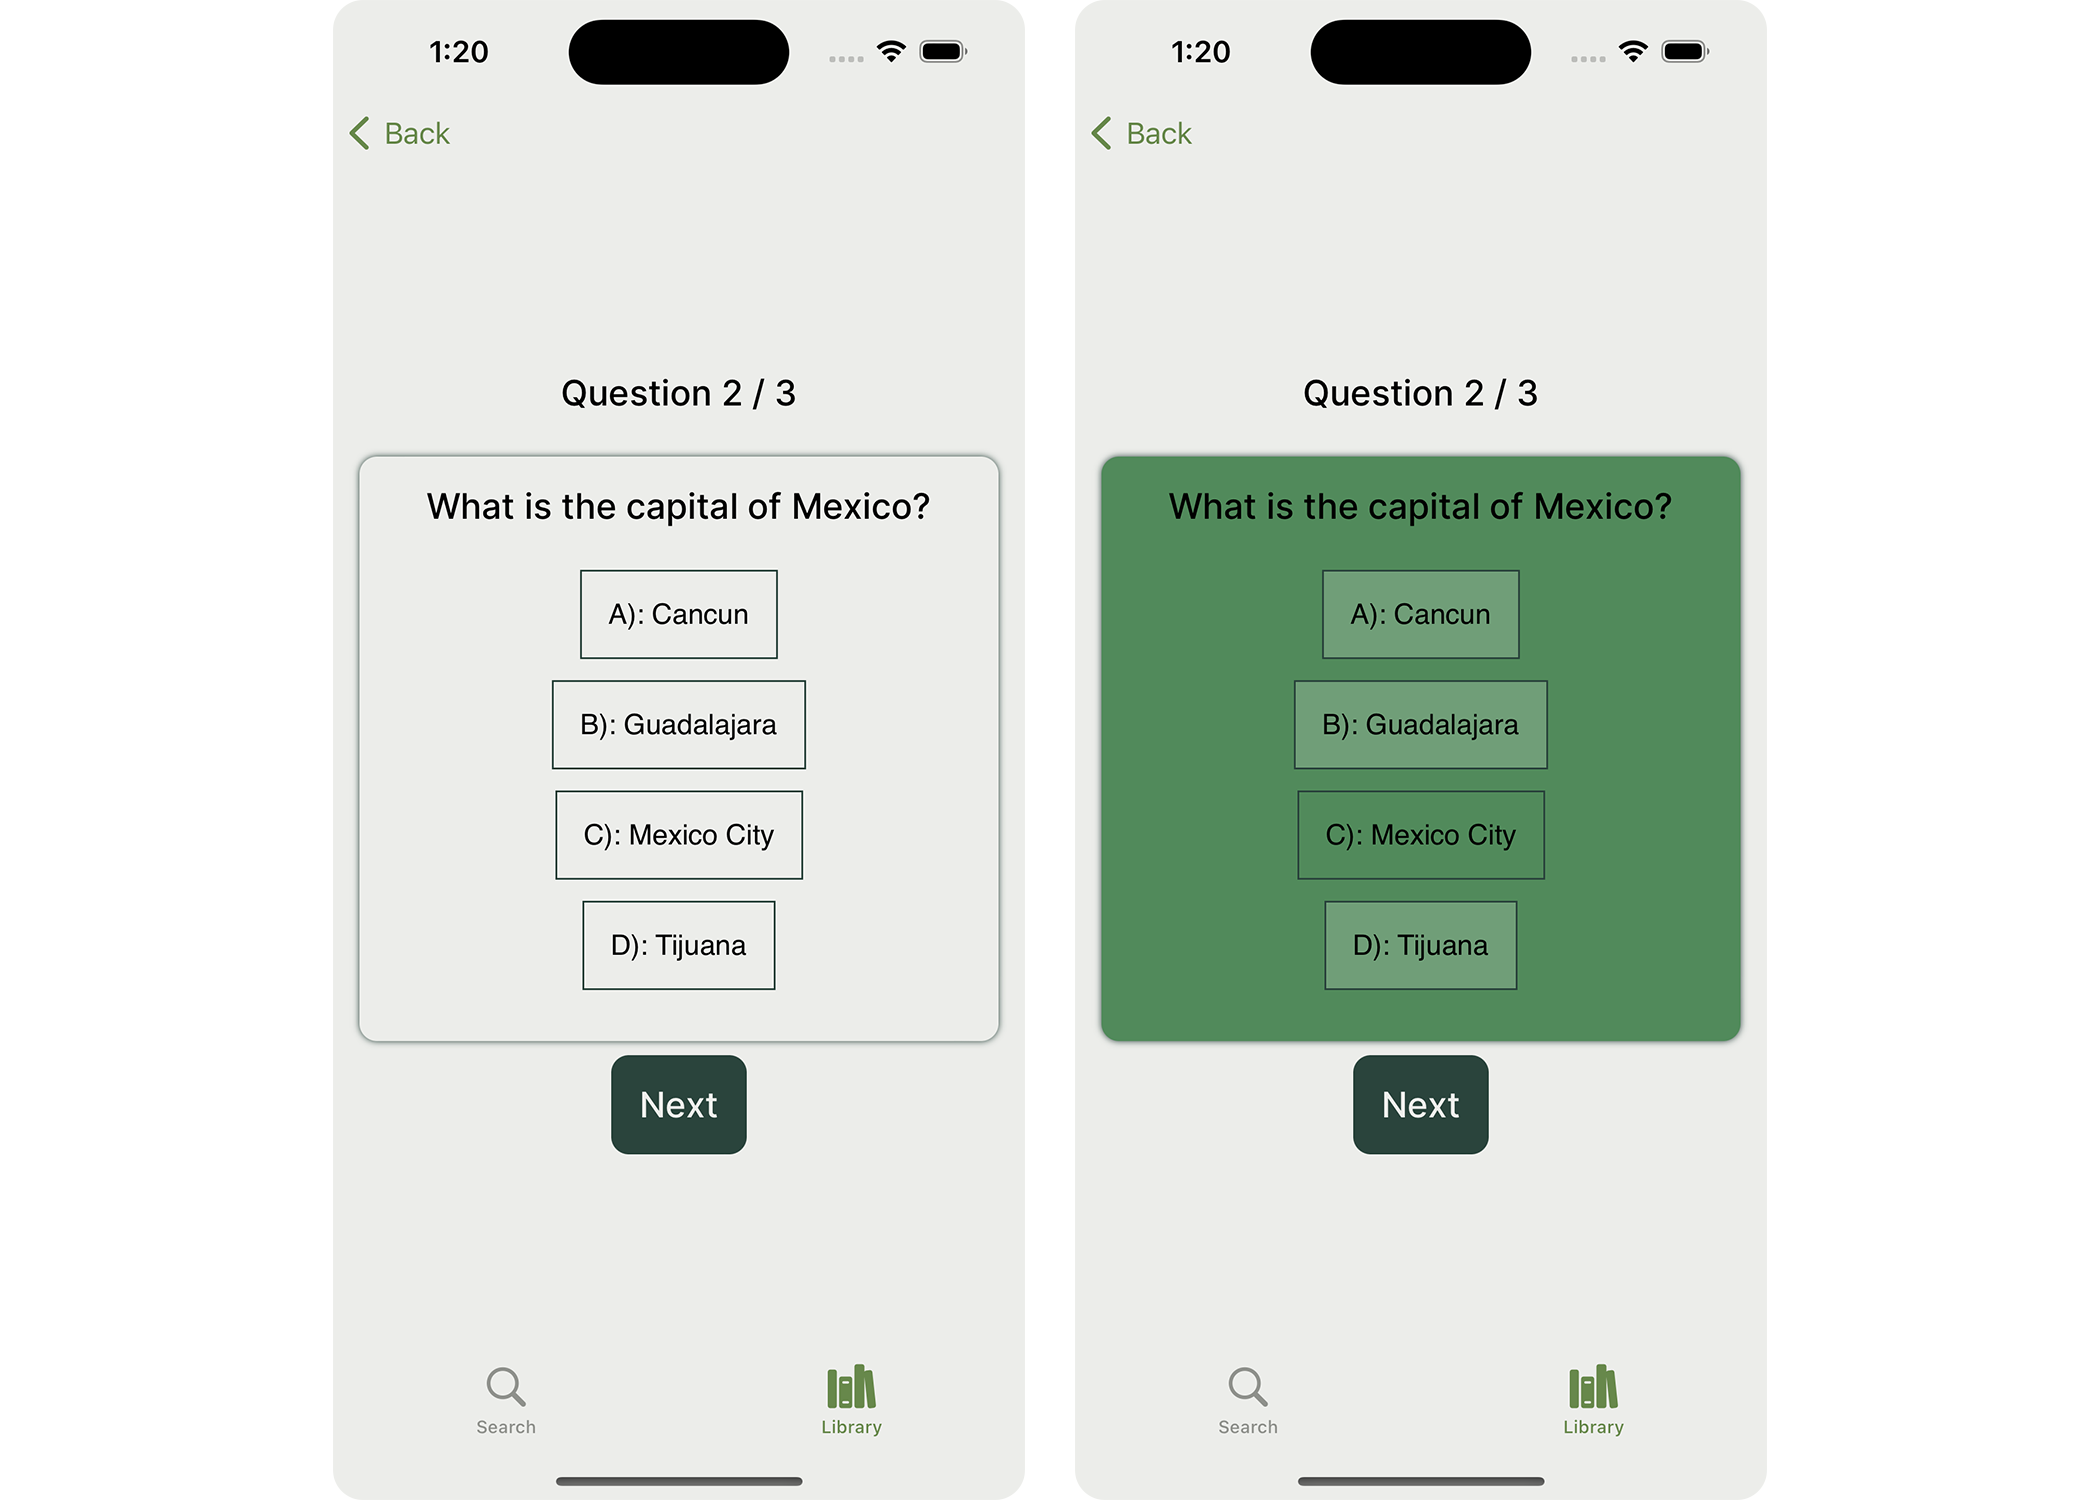 1:20
Back
Question 2 / 3
What is the capital of Mexico?
A): Cancun
B): Guadalajara
C): Mexico City
D): Tijuana
Next
Search
Library
1:20
Back
Question 2 / 3
What is the capital of Mexico?
A): Cancun
B): Guadalajara
C): Mexico City
D): Tijuana
Next
Search
Library